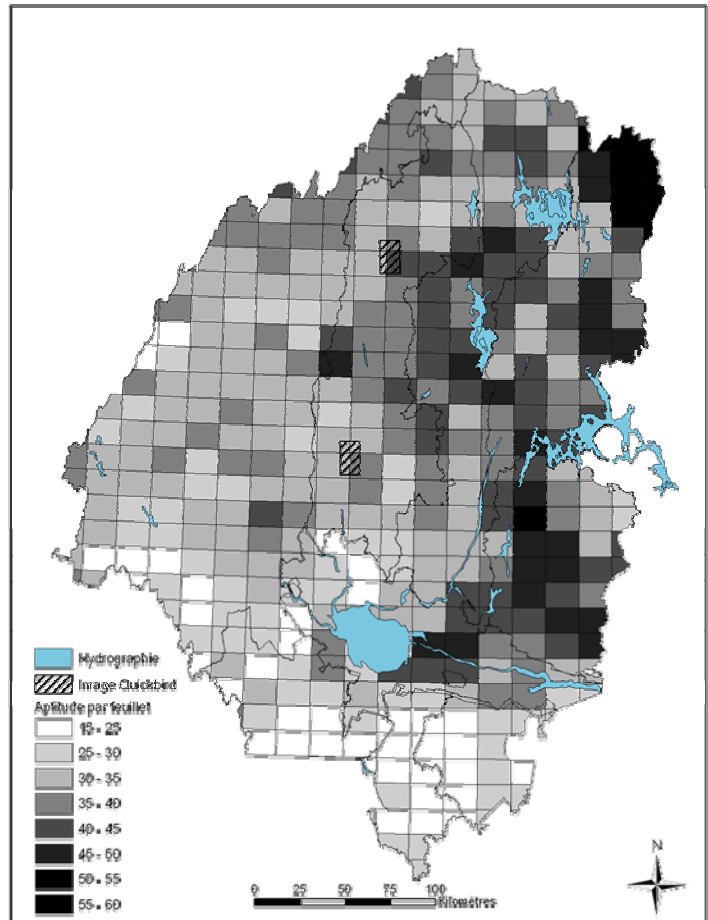 Hydrographie
Image Quickbird
Aptitude par feuillet
15 - 25
25 - 30
30 - 35
35 - 40
40 - 45
45 - 50
50 - 55
55 - 60
N
0 25 50 75 100
Kilomètres